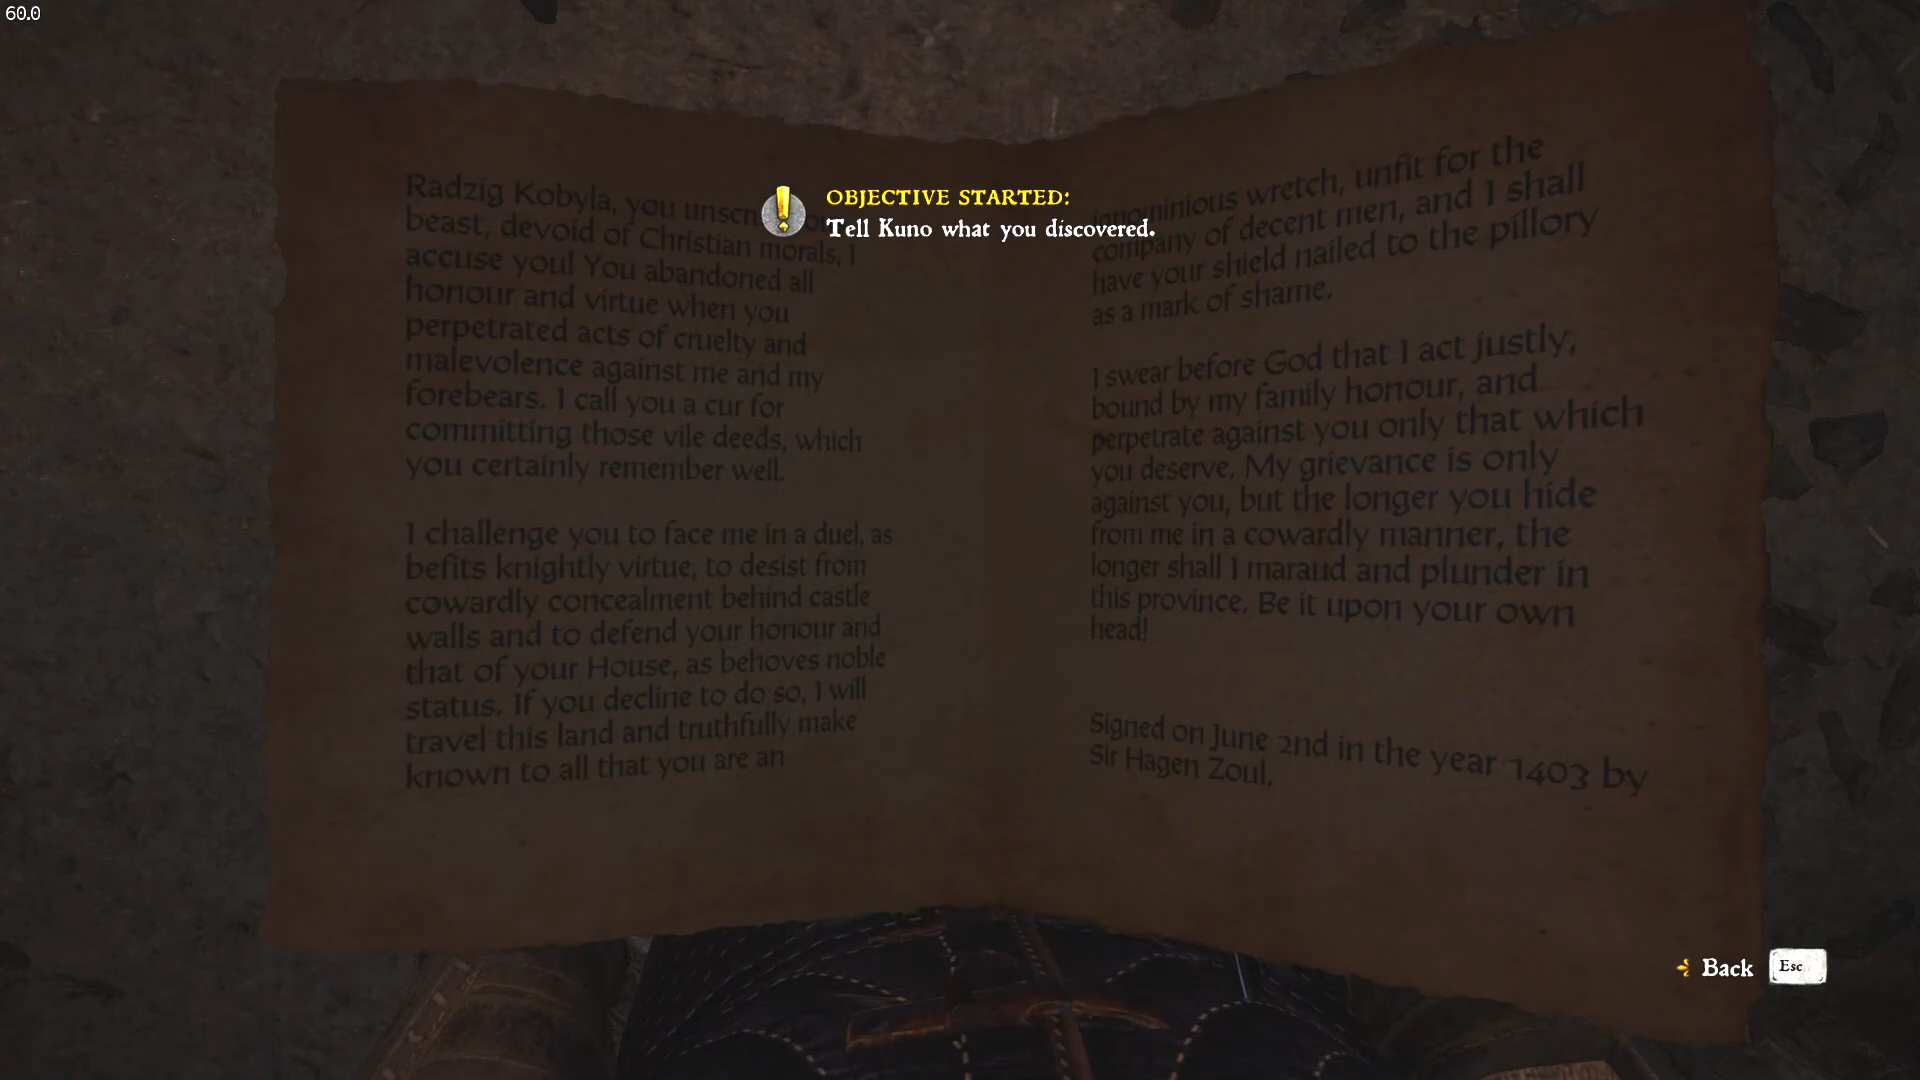 60.0
OBJECTIVE STARTED:
Tell Kuno what you discovered.
Radzig Kobyla, you
beast, devoid of Christian morals, I
accuse you! You abandoned all
honour and virtue when you
perpetrated acts of cruelty and
malevolence against me and my
forebears. I call you a cur for
committing those vile deeds, which
you certainly remember well.
I challenge you to face me in a duel, as
befits knightly virtue, to desist from
cowardly concealment behind castle
walls and to defend your honour and
that of your House, as behoves noble
status. If you decline to do so, I will
travel this land and truthfully make
known to all that you are an
ignominious wretch, unfit for the
company of decent men, and I shall
have your shield nailed to the pillory
as a mark of shame.
I swear before God that I act justly,
bound by my family honour, and
perpetrate against you only that which
you deserve. My grievance is only
against you, but the longer you hide
from me in a cowardly manner, the
longer shall I maraud and plunder in
this province. Be it upon your own
head!
Signed on June 2nd in the year 1403 by
Sir Hagen Zoul.
Back Esc